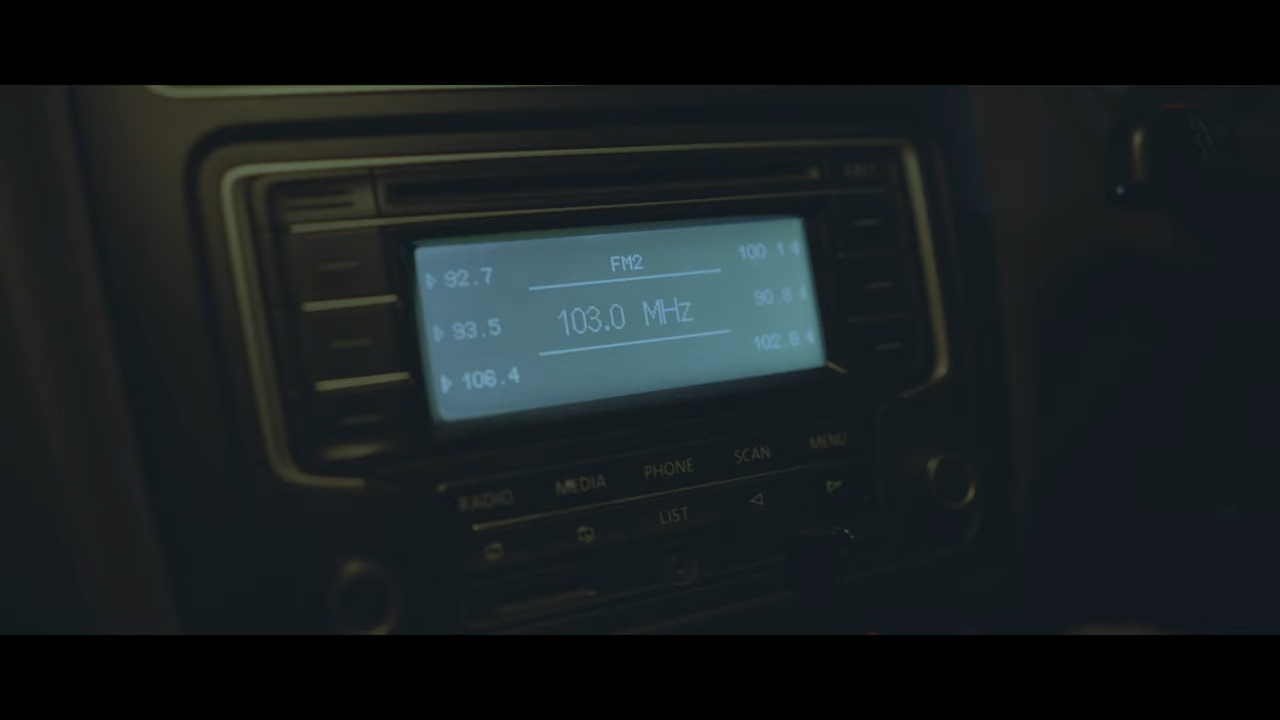 FM2
92.7
100.1
103.0 MHz
93.5
90.8
106.4
102.8
RADIO
MEDIA
PHONE
SCAN
MENU
LIST